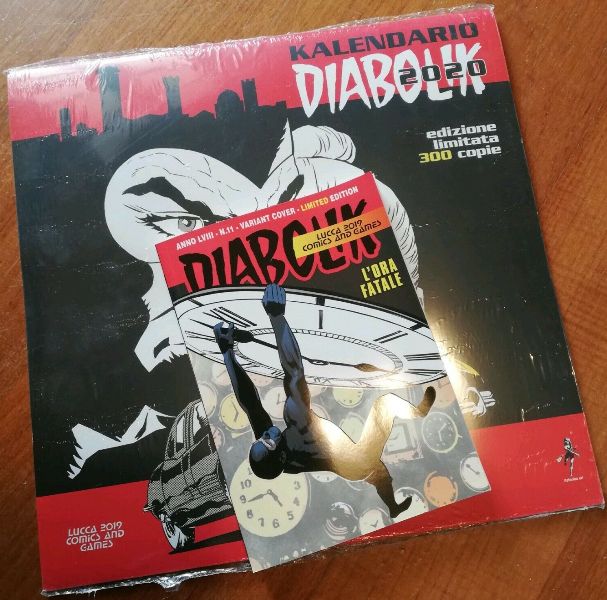 KALENDARIO
DIABOLIK
2020
edizione
limitata
300 copie
ANNO LVIII - N.11 - VARIANT COVER - LIMITED EDITION
DIABOLIK
LUCCA 2019
COMICS AND GAMES
L'ORA
FATALE
LUCCA 2019
COMICS AND
GAMES